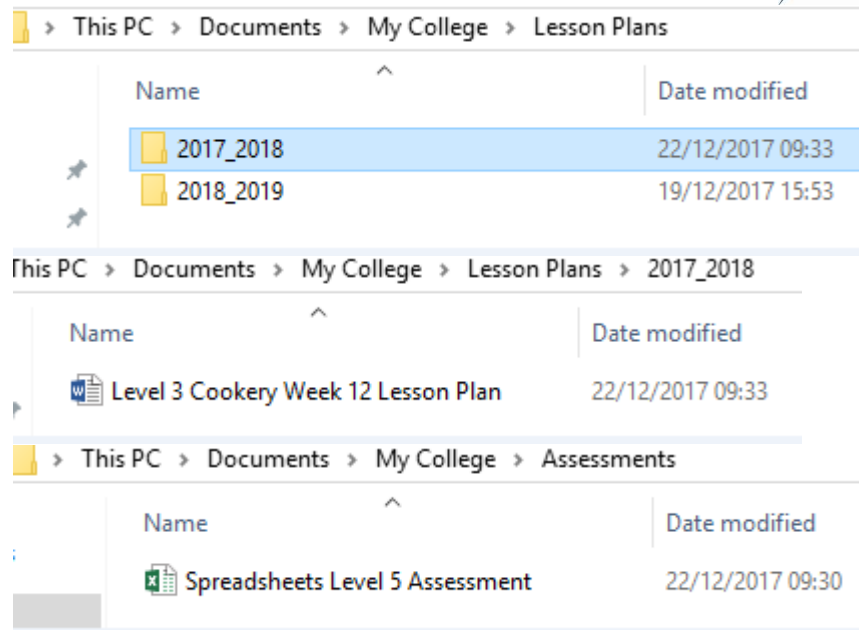 This PC > Documents > My College > Lesson Plans
Name Date modified
2017_2018 22/12/2017 09:33
2018_2019 19/12/2017 15:53
This PC > Documents > My College > Lesson Plans > 2017_2018
Name Date modified
Level 3 Cookery Week 12 Lesson Plan 22/12/2017 09:33
This PC > Documents > My College > Assessments
Name Date modified
Spreadsheets Level 5 Assessment 22/12/2017 09:30